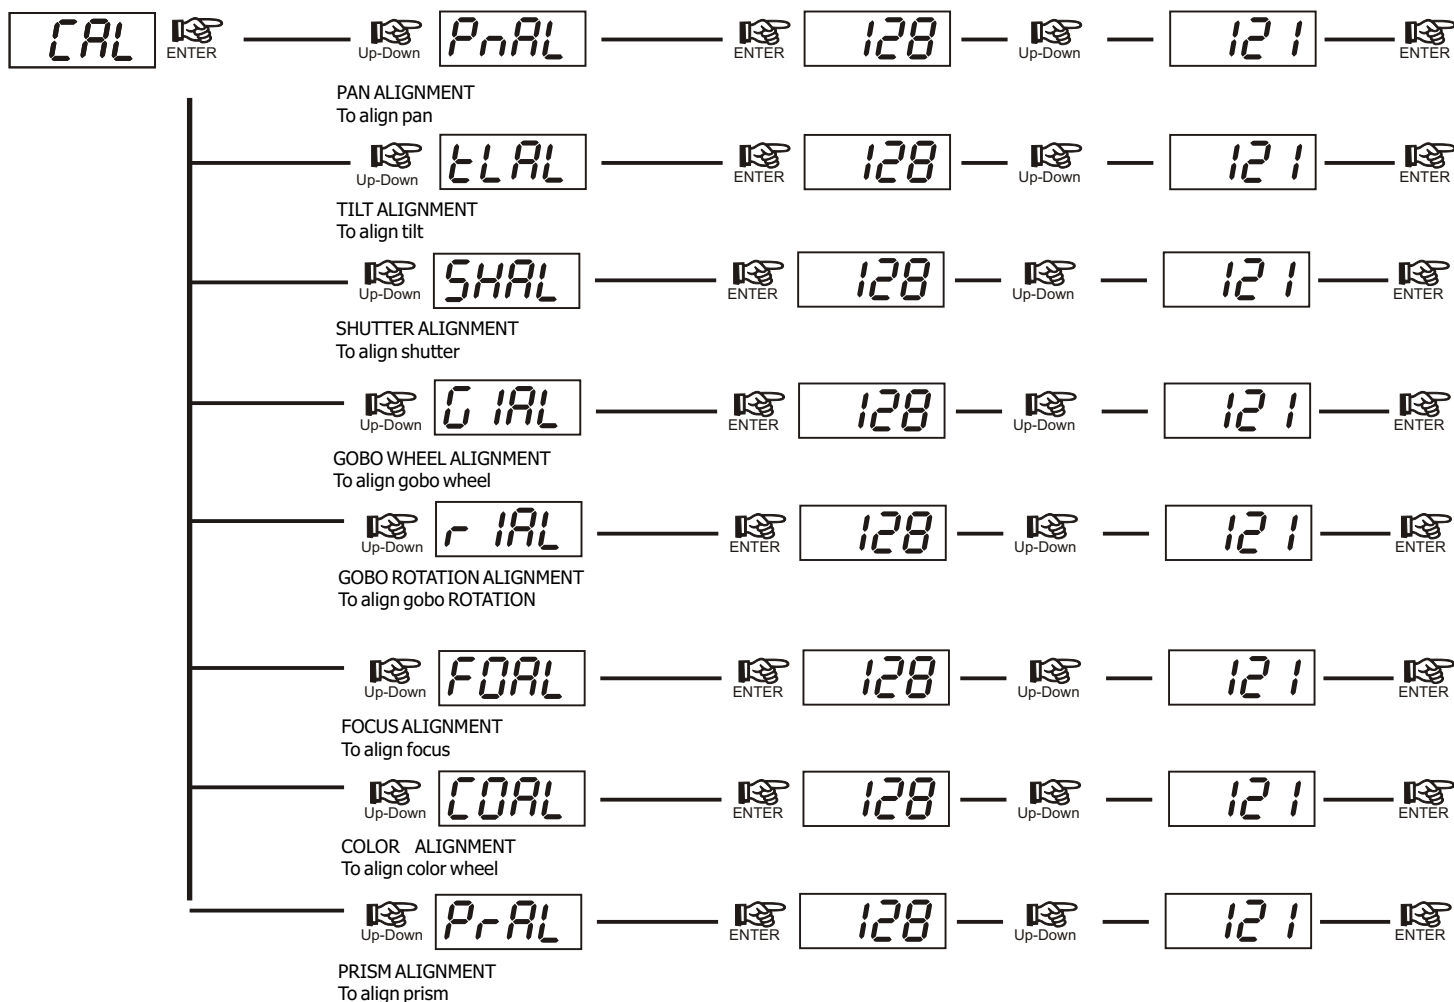 CAL ENTER Up-Down PnAL ENTER 128 Up-Down 121 ENTER
PAN ALIGNMENT
To align pan
Up-Down tLAL ENTER 128 Up-Down 121 ENTER
TILT ALIGNMENT
To align tilt
Up-Down SHAL ENTER 128 Up-Down 121 ENTER
SHUTTER ALIGNMENT
To align shutter
Up-Down G1AL ENTER 128 Up-Down 121 ENTER
GOBO WHEEL ALIGNMENT
To align gobo wheel
Up-Down r1AL ENTER 128 Up-Down 121 ENTER
GOBO ROTATION ALIGNMENT
To align gobo ROTATION
Up-Down FOAL ENTER 128 Up-Down 121 ENTER
FOCUS ALIGNMENT
To align focus
Up-Down COAL ENTER 128 Up-Down 121 ENTER
COLOR ALIGNMENT
To align color wheel
Up-Down PrAL ENTER 128 Up-Down 121 ENTER
PRISM ALIGNMENT
To align prism